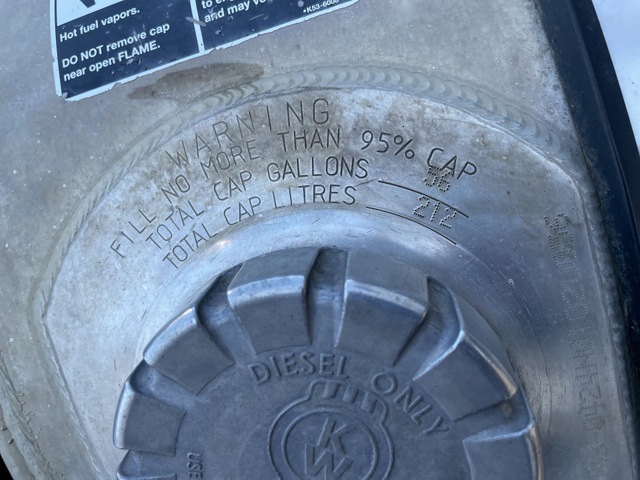 Hot fuel vapors.
DO NOT remove cap
near open FLAME.
and may v
WARNING
FILL NO MORE THAN 95% CAP
TOTAL CAP GALLONS 56
TOTAL CAP LITRES 212
DIESEL ONLY
KW
USE